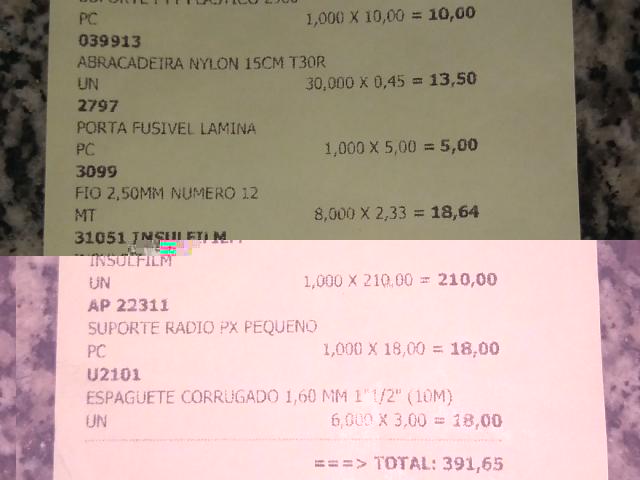 PC 1,000 X 10,00 = 10,00
039913
ABRACADEIRA NYLON 15CM T30R
UN 30,000 X 0,45 = 13,50
2797
PORTA FUSIVEL LAMINA
PC 1,000 X 5,00 = 5,00
3099
FIO 2,50MM NUMERO 12
MT 8,000 X 2,33 = 18,64
31051 INSULFILM
INSULFILM
UN 1,000 X 210,00 = 210,00
AP 22311
SUPORTE RADIO PX PEQUENO
PC 1,000 X 18,00 = 18,00
U2101
ESPAGUETE CORRUGADO 1,60 MM 1"1/2" (10M)
UN 6,000 X 3,00 = 18,00
===> TOTAL: 391,65